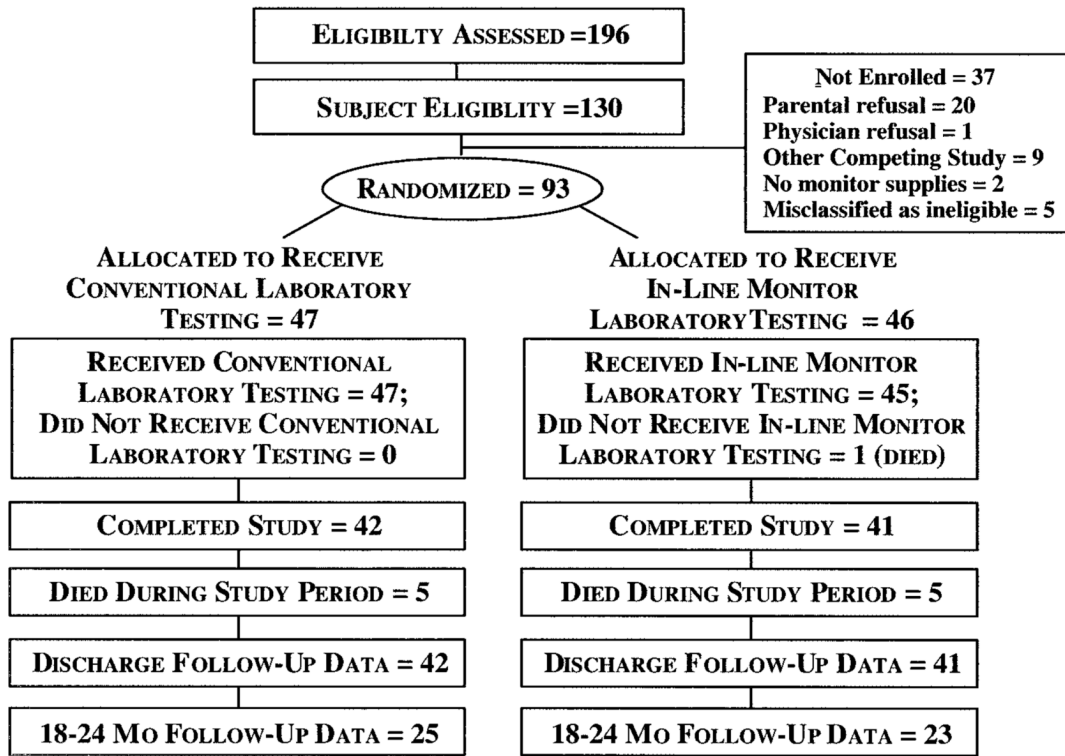 ELIGIBILTY ASSESSED =196
SUBJECT ELIGIBLITY =130
Not Enrolled = 37
Parental refusal = 20
Physician refusal = 1
Other Competing Study = 9
No monitor supplies = 2
Misclassified as ineligible = 5
RANDOMIZED = 93
ALLOCATED TO RECEIVE
CONVENTIONAL LABORATORY
TESTING = 47
RECEIVED CONVENTIONAL
LABORATORY TESTING = 47;
DID NOT RECEIVE CONVENTIONAL
LABORATORY TESTING = 0
COMPLETED STUDY = 42
DIED DURING STUDY PERIOD = 5
DISCHARGE FOLLOW-UP DATA = 42
18-24 MO FOLLOW-UP DATA = 25
ALLOCATED TO RECEIVE
IN-LINE MONITOR
LABORATORY TESTING = 46
RECEIVED IN-LINE MONITOR
LABORATORY TESTING = 45;
DID NOT RECEIVE IN-LINE MONITOR
LABORATORY TESTING = 1 (DIED)
COMPLETED STUDY = 41
DIED DURING STUDY PERIOD = 5
DISCHARGE FOLLOW-UP DATA = 41
18-24 MO FOLLOW-UP DATA = 23